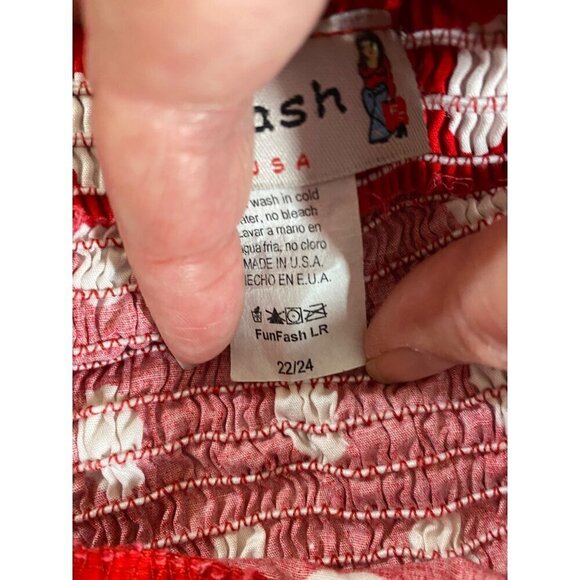 ash
USA
wash in cold
, no bleach
Lavar a mano en
agua fria, no cloro
MADE IN U.S.A.
HECHO EN E.U.A.
FunFash LR
22/24